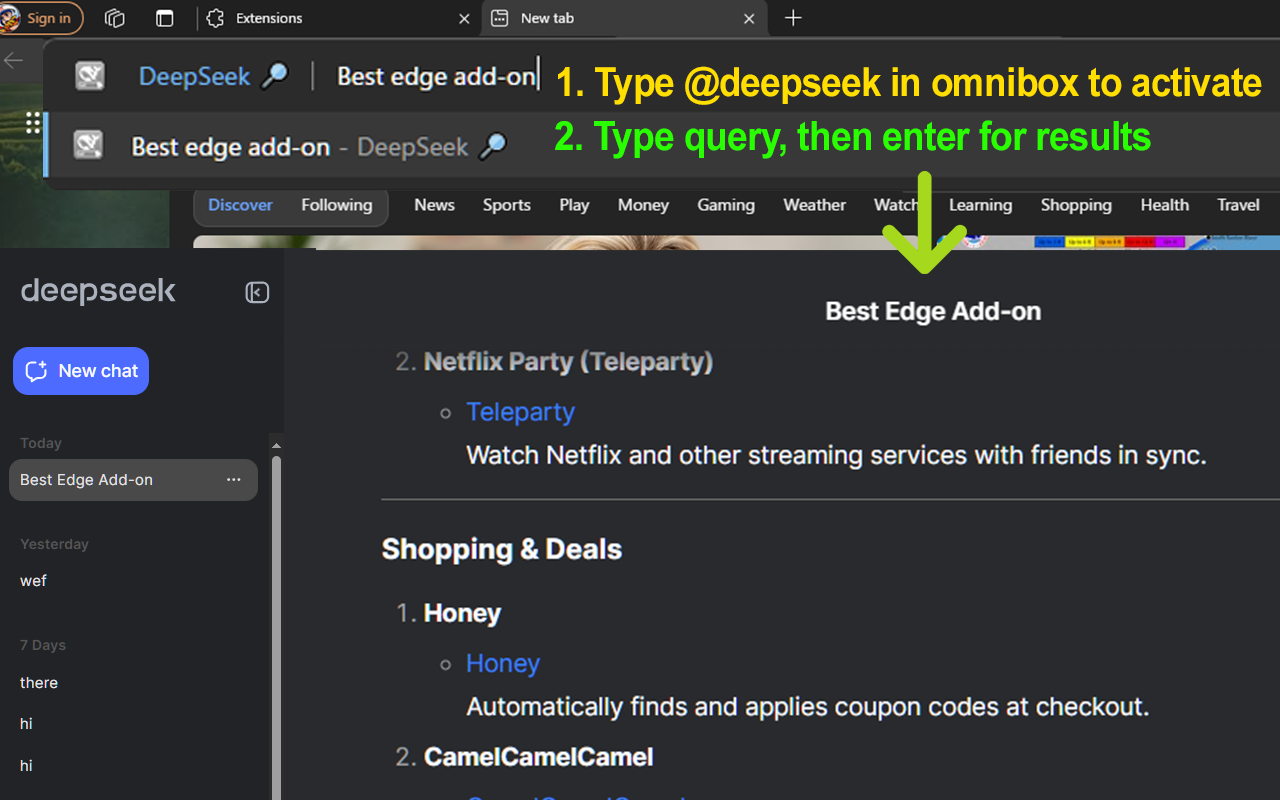 Sign in
Extensions
New tab
DeepSeek 🔎 | Best edge add-on
1. Type @deepseek in omnibox to activate
Best edge add-on - DeepSeek 🔎
2. Type query, then enter for results
Discover Following News Sports Play Money Gaming Weather Watch Learning Shopping Health Travel
deepseek
New chat
Today
Best Edge Add-on
Yesterday
wef
7 Days
there
hi
hi
Best Edge Add-on
2. Netflix Party (Teleparty)
Teleparty
Watch Netflix and other streaming services with friends in sync.
Shopping & Deals
1. Honey
Honey
Automatically finds and applies coupon codes at checkout.
2. CamelCamelCamel